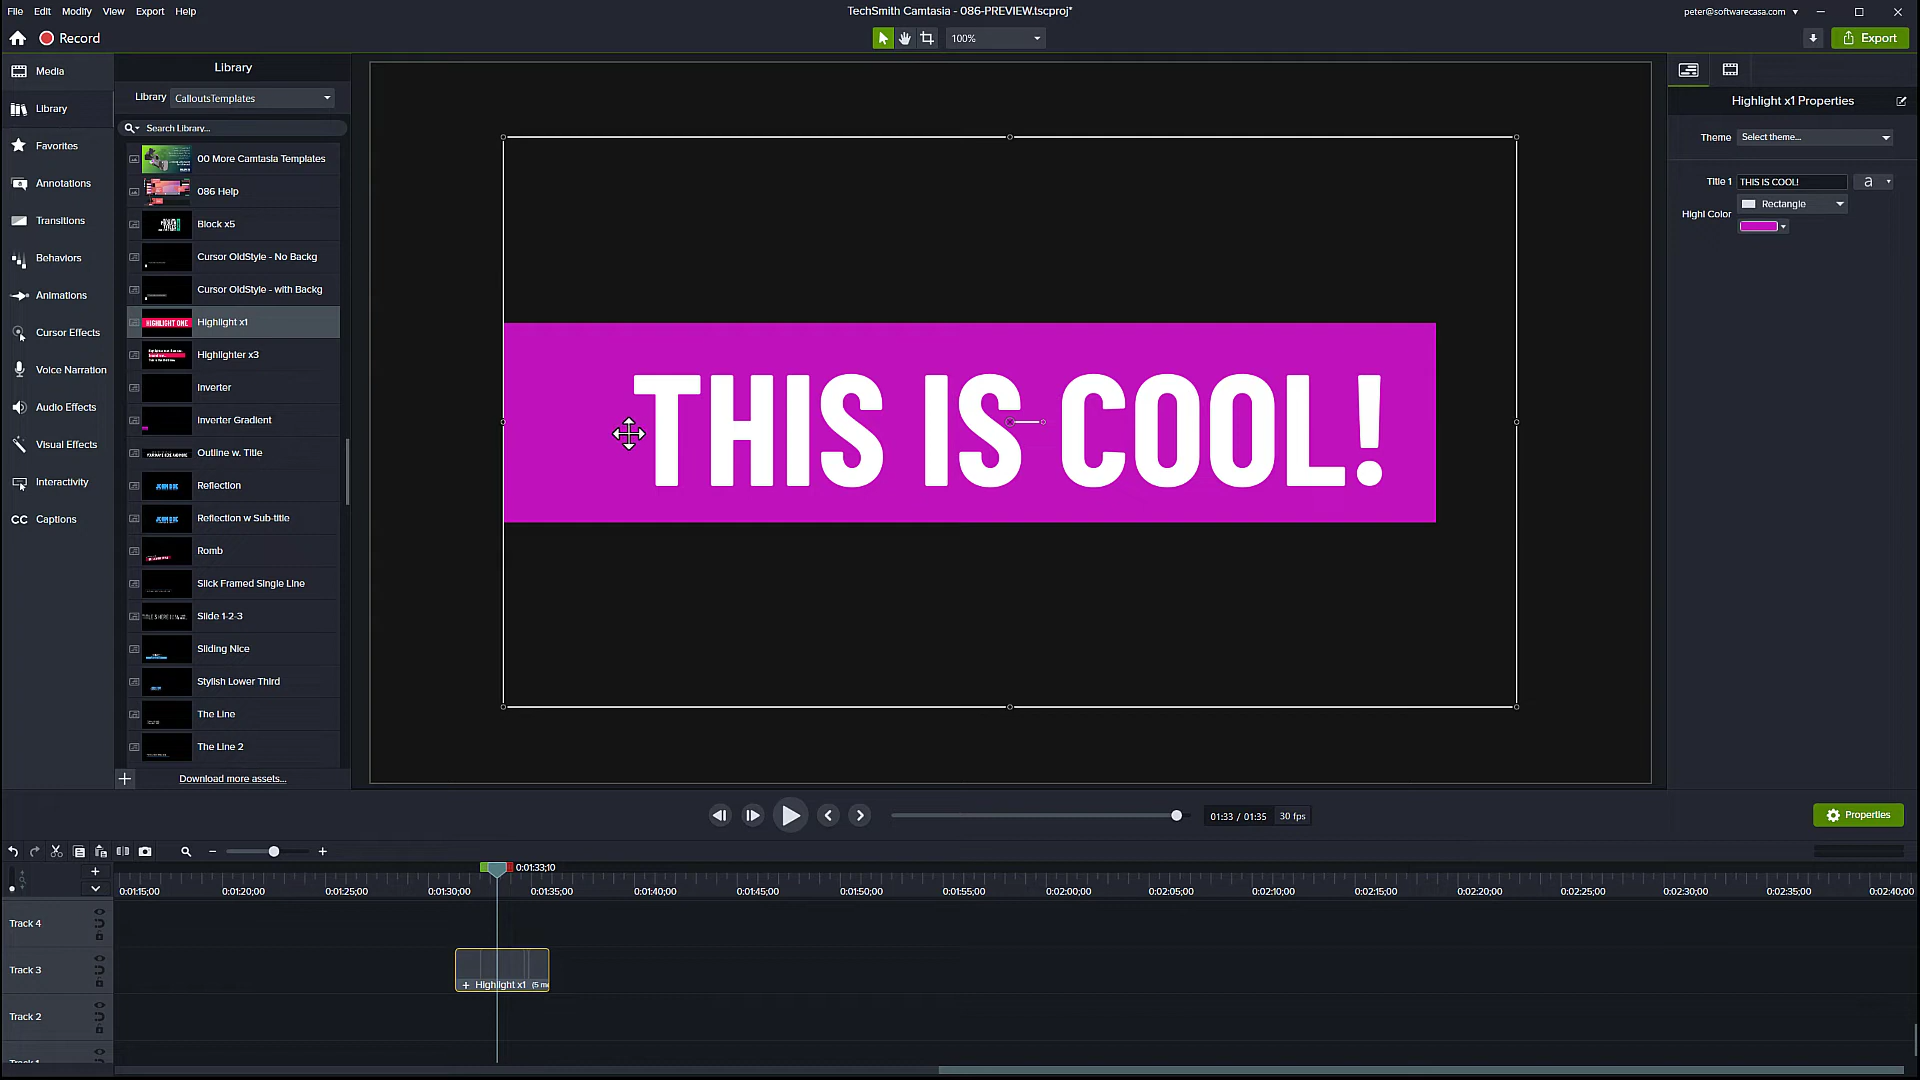 File Edit Modify View Export Help
TechSmith Camtasia - 086-PREVIEW.tscproj*
peter@softwarecasa.com
Record
100%
Export
Media
Library
Favorites
Annotations
Transitions
Behaviors
Animations
Cursor Effects
Voice Narration
Audio Effects
Visual Effects
Interactivity
CC Captions
Library
Library CalloutsTemplates
Search Library...
00 More Camtasia Templates
086 Help
Block x5
Cursor OldStyle - No Backg
Cursor OldStyle - with Backg
HIGHLIGHT ONE
Highlight x1
Highlighter x3
Inverter
Inverter Gradient
Outline w. Title
Reflection
Reflection w Sub-title
Romb
Slick Framed Single Line
Slide 1-2-3
Sliding Nice
Stylish Lower Third
The Line
The Line 2
Download more assets...
THIS IS COOL!
Highlight x1 Properties
Theme Select theme...
Title 1 THIS IS COOL! a
Rectangle
Highl Color
01:33 / 01:35 30 fps
Properties
0:01:33;10
0:01:15;00 0:01:20;00 0:01:25;00 0:01:30;00 0:01:35;00 0:01:40;00 0:01:45;00 0:01:50;00 0:01:55;00 0:02:00;00 0:02:05;00 0:02:10;00 0:02:15;00 0:02:20;00 0:02:25;00 0:02:30;00 0:02:35;00 0:02:40;00
Track 4
Track 3
+ Highlight x1
Track 2